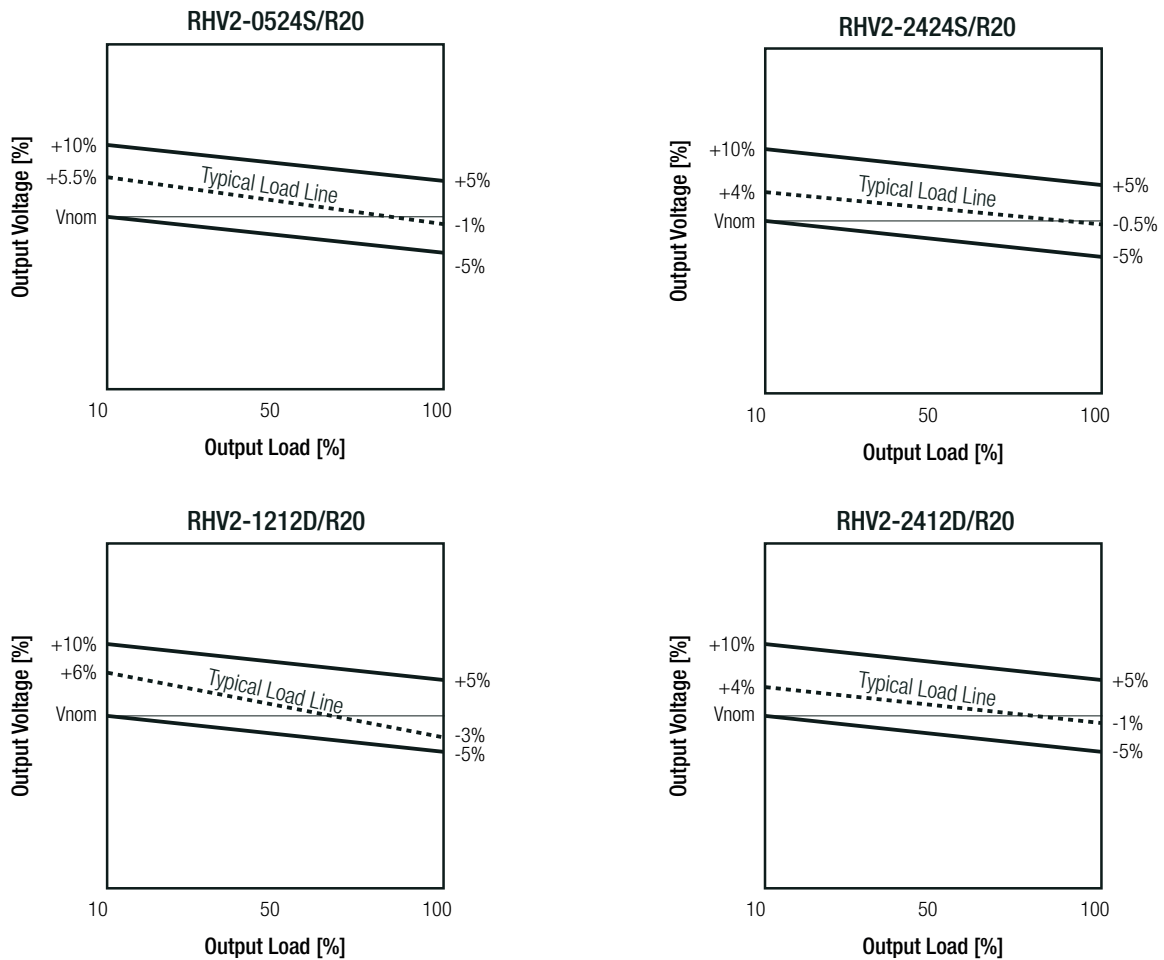 RHV2-0524S/R20
Output Voltage [%]
+10%
+5.5%
Vnom
Typical Load Line
+5%
-1%
-5%
10
50
100
Output Load [%]
RHV2-2424S/R20
Output Voltage [%]
+10%
+4%
Vnom
Typical Load Line
+5%
-0.5%
-5%
10
50
100
Output Load [%]
RHV2-1212D/R20
Output Voltage [%]
+10%
+6%
Vnom
Typical Load Line
+5%
-3%
-5%
10
50
100
Output Load [%]
RHV2-2412D/R20
Output Voltage [%]
+10%
+4%
Vnom
Typical Load Line
+5%
-1%
-5%
10
50
100
Output Load [%]